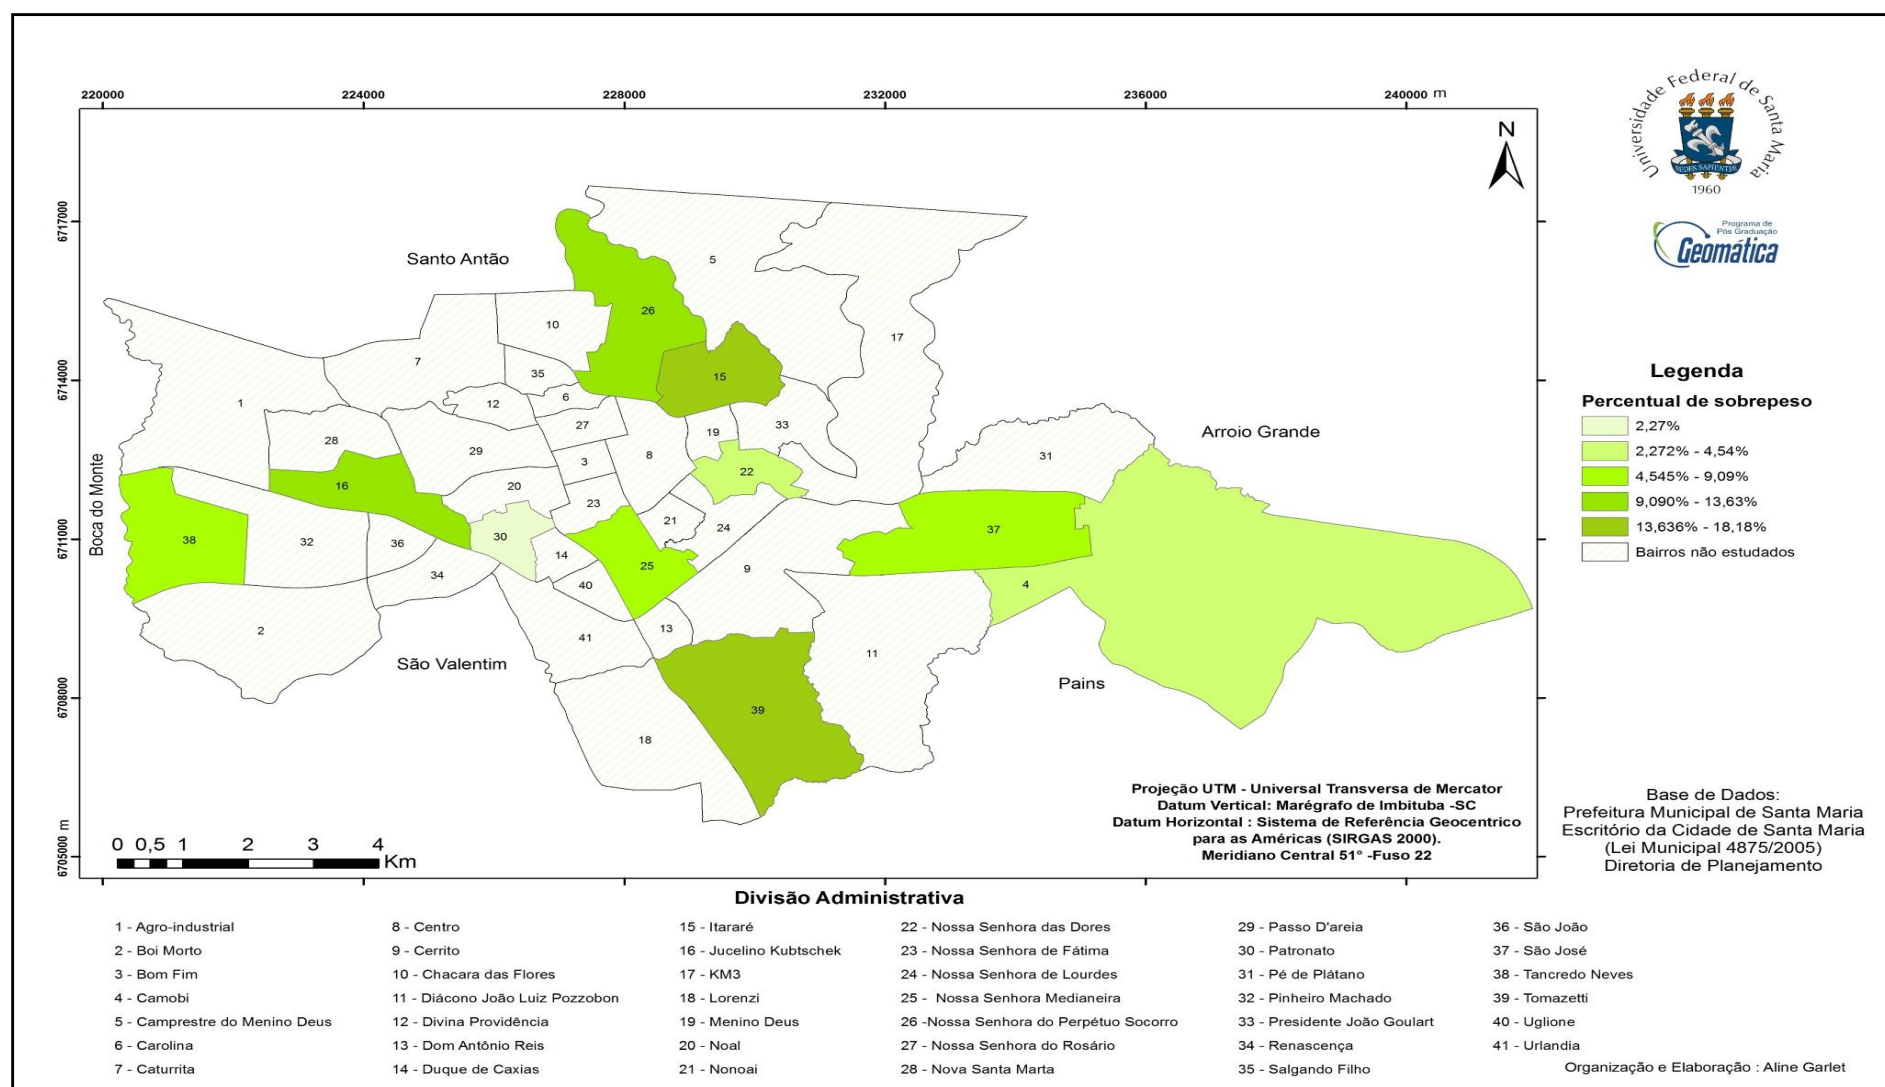 220000
224000
228000
232000
236000
240000 m
Universidade Federal de Santa Maria
SEDES SAPIENTIAE
1960
Programa de
Pós Graduação
Geomática
N
6717000
6714000
6711000
6708000
6705000 m
Santo Antão
Arroio Grande
Boca do Monte
São Valentim
Pains
5
26
10
17
7
15
35
1
12
6
27
19
33
28
29
8
3
31
22
16
20
23
21
24
37
38
32
36
30
14
25
9
34
40
4
2
41
13
11
39
18
Legenda
Percentual de sobrepeso
2,27%
2,272% - 4,54%
4,545% - 9,09%
9,090% - 13,63%
13,636% - 18,18%
Bairros não estudados
0 0,5 1 2 3 4
Km
Projeção UTM - Universal Transversa de Mercator
Datum Vertical: Marégrafo de Imbituba -SC
Datum Horizontal : Sistema de Referência Geocentrico
para as Américas (SIRGAS 2000).
Meridiano Central 51° -Fuso 22
Base de Dados:
Prefeitura Municipal de Santa Maria
Escritório da Cidade de Santa Maria
(Lei Municipal 4875/2005)
Diretoria de Planejamento
Divisão Administrativa
1 - Agro-industrial
2 - Boi Morto
3 - Bom Fim
4 - Camobi
5 - Camprestre do Menino Deus
6 - Carolina
7 - Caturrita
8 - Centro
9 - Cerrito
10 - Chacara das Flores
11 - Diácono João Luiz Pozzobon
12 - Divina Providência
13 - Dom Antônio Reis
14 - Duque de Caxias
15 - Itararé
16 - Jucelino Kubtschek
17 - KM3
18 - Lorenzi
19 - Menino Deus
20 - Noal
21 - Nonoai
22 - Nossa Senhora das Dores
23 - Nossa Senhora de Fátima
24 - Nossa Senhora de Lourdes
25 - Nossa Senhora Medianeira
26 -Nossa Senhora do Perpétuo Socorro
27 - Nossa Senhora do Rosário
28 - Nova Santa Marta
29 - Passo D'areia
30 - Patronato
31 - Pé de Plátano
32 - Pinheiro Machado
33 - Presidente João Goulart
34 - Renascença
35 - Salgando Filho
36 - São João
37 - São José
38 - Tancredo Neves
39 - Tomazetti
40 - Uglione
41 - Urlandia
Organização e Elaboração : Aline Garlet